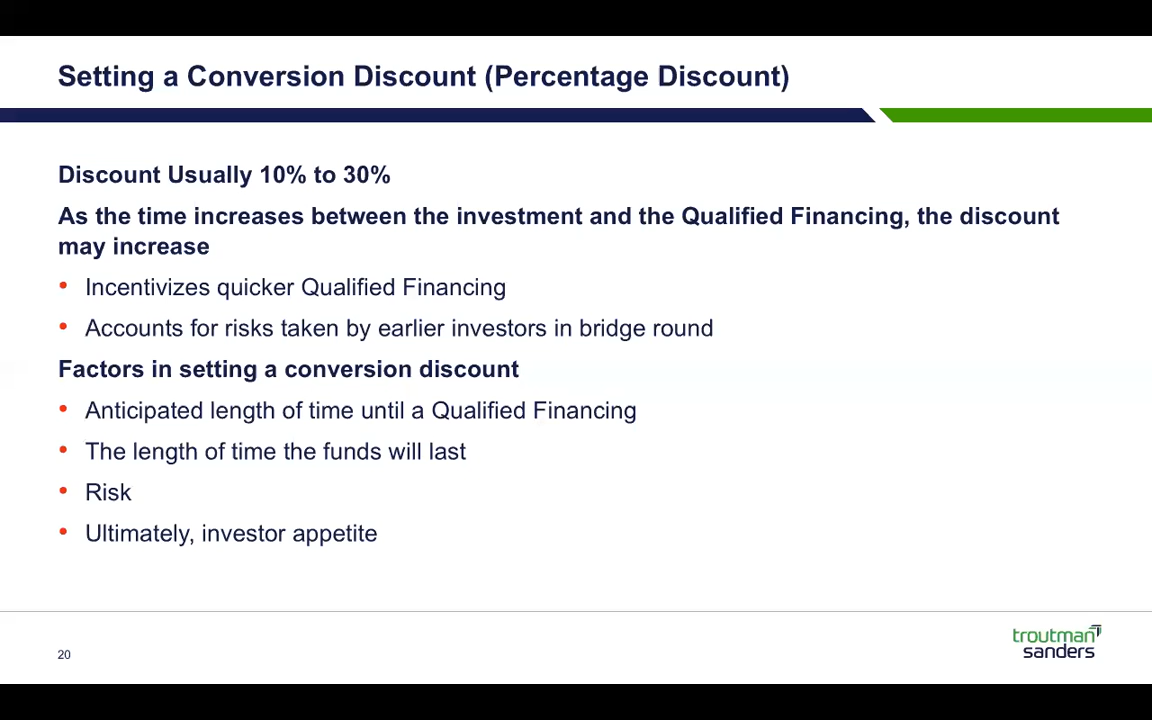 Setting a Conversion Discount (Percentage Discount)
Discount Usually 10% to 30%
As the time increases between the investment and the Qualified Financing, the discount
may increase
• Incentivizes quicker Qualified Financing
• Accounts for risks taken by earlier investors in bridge round
Factors in setting a conversion discount
• Anticipated length of time until a Qualified Financing
• The length of time the funds will last
• Risk
• Ultimately, investor appetite
20
troutman
sanders